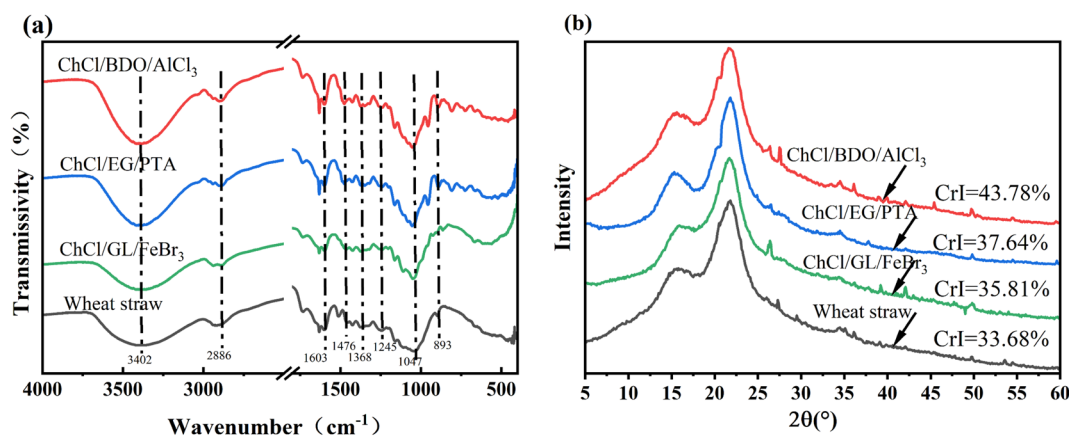 (a)
ChCl/BDO/AlCl₃
ChCl/EG/PTA
ChCl/GL/FeBr₃
Wheat straw
3402
2886
1603
1476
1368
1245
1047
893
4000
3000
1500
1000
500
Wavenumber（cm⁻¹）
Transmissivity（%）
(b)
ChCl/BDO/AlCl₃
CrI=43.78%
ChCl/EG/PTA
CrI=37.64%
ChCl/GL/FeBr₃
CrI=35.81%
Wheat straw
CrI=33.68%
5 10 15 20 25 30 35 40 45 50 55 60
2θ(°)
Intensity